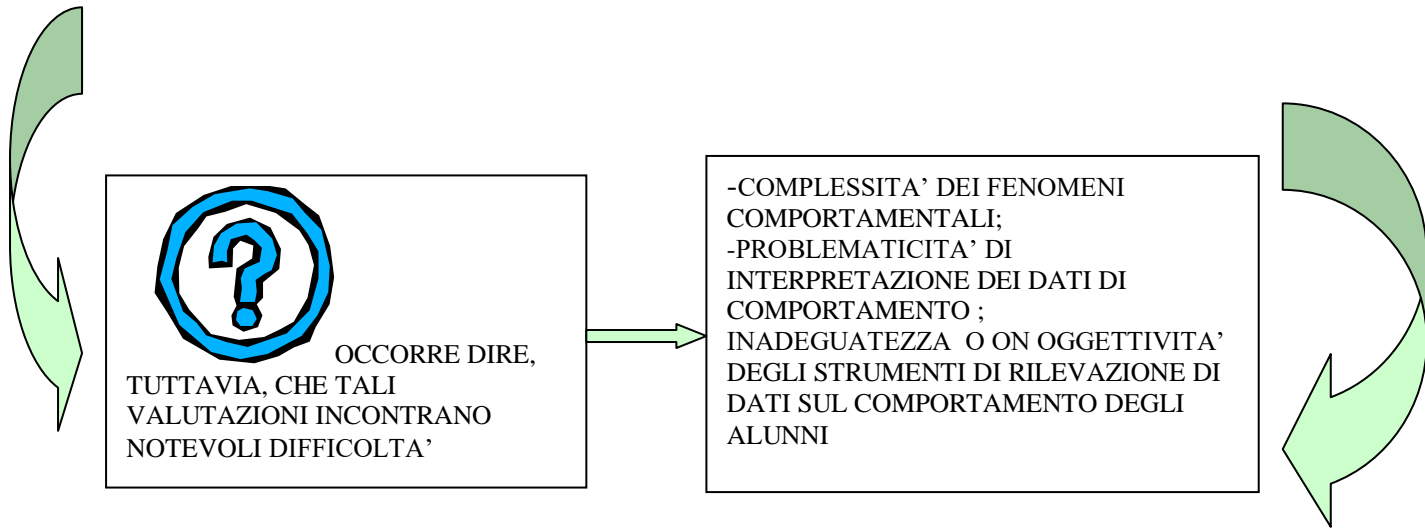 OCCORRE DIRE,
TUTTAVIA, CHE TALI
VALUTAZIONI INCONTRANO
NOTEVOLI DIFFICOLTA’
-COMPLESSITA’ DEI FENOMENI
COMPORTAMENTALI;
-PROBLEMATICITA’ DI
INTERPRETAZIONE DEI DATI DI
COMPORTAMENTO ;
INADEGUATEZZA  O ON OGGETTIVITA’
DEGLI STRUMENTI DI RILEVAZIONE DI
DATI SUL COMPORTAMENTO DEGLI
ALUNNI